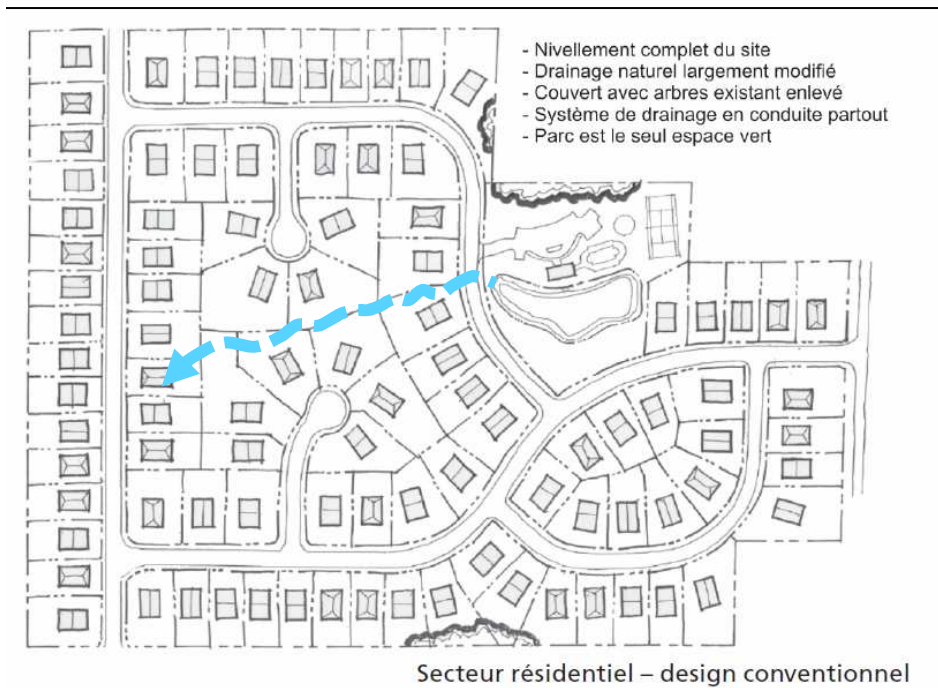 - Nivellement complet du site
- Drainage naturel largement modifié
- Couvert avec arbres existant enlevé
- Système de drainage en conduite partout
- Parc est le seul espace vert
Secteur résidentiel – design conventionnel